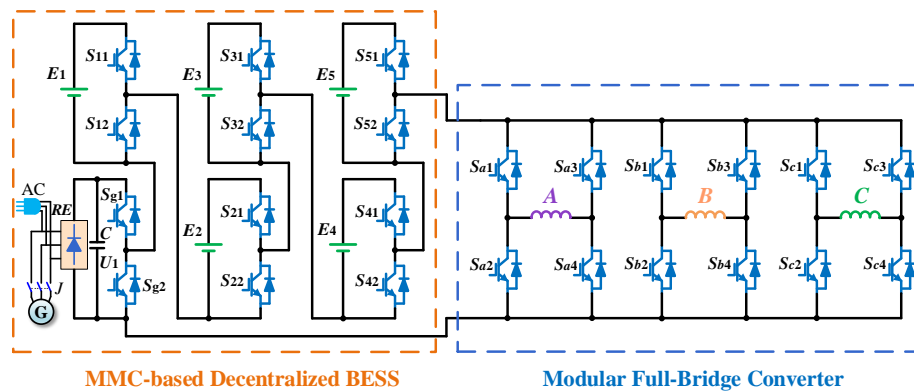 S11
S31
S51
E1
E3
E5
S12
S32
S52
Sa1
Sa3
Sb1
Sb3
Sc1
Sc3
AC
RE
Sg1
S21
S41
A
B
C
C
E2
E4
U1
J
Sg2
S22
S42
Sa2
Sa4
Sb2
Sb4
Sc2
Sc4
G
MMC-based Decentralized BESS
Modular Full-Bridge Converter